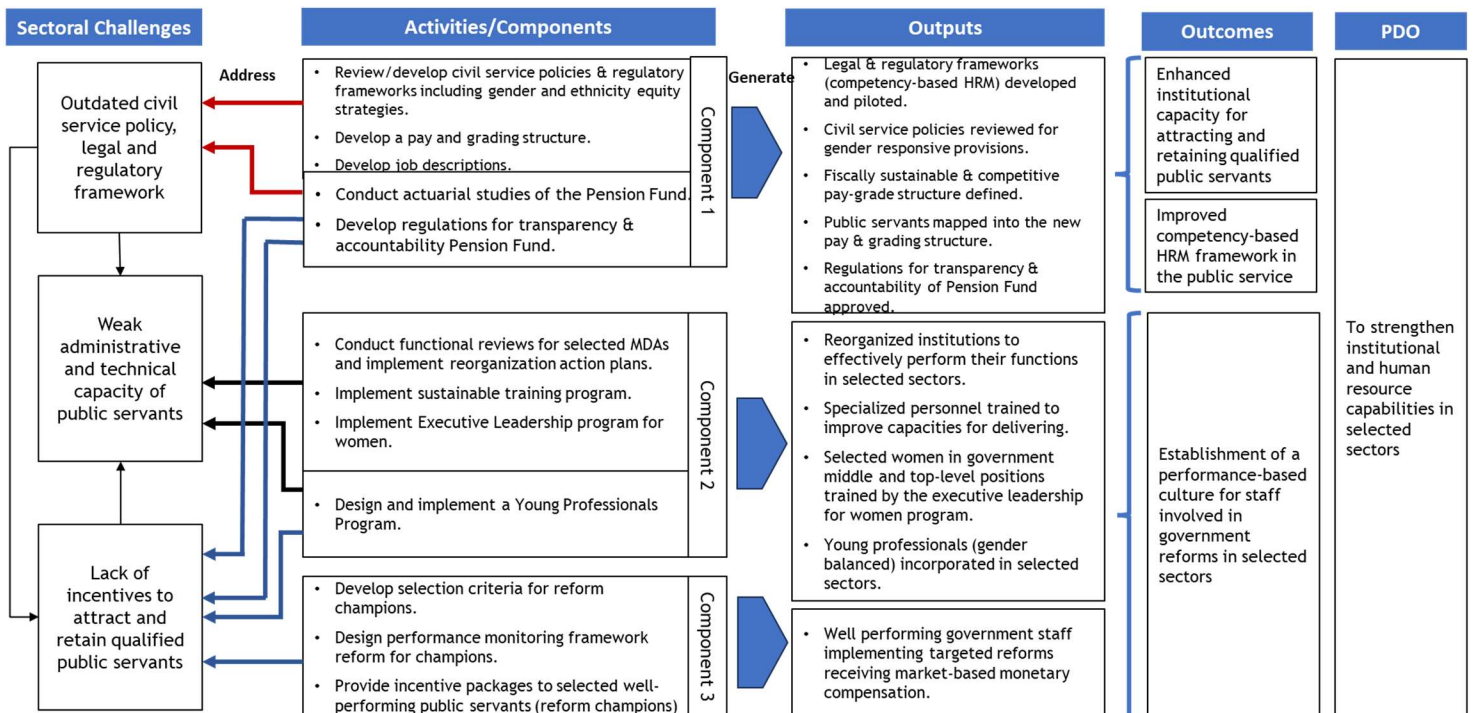 Sectoral Challenges
Activities/Components
Outputs
Outcomes
PDO
Outdated civil
service policy,
legal and
regulatory
framework
Weak
administrative
and technical
capacity of
public servants
Lack of
incentives to
attract and
retain qualified
public servants
Address
• Review/develop civil service policies & regulatory
frameworks including gender and ethnicity equity
strategies.
• Develop a pay and grading structure.
• Develop job descriptions.
• Conduct actuarial studies of the Pension Fund.
• Develop regulations for transparency &
accountability Pension Fund.
Component 1
• Conduct functional reviews for selected MDAs
and implement reorganization action plans.
• Implement sustainable training program.
• Implement Executive Leadership program for
women.
• Design and implement a Young Professionals
Program.
Component 2
• Develop selection criteria for reform
champions.
• Design performance monitoring framework
reform for champions.
• Provide incentive packages to selected well-
performing public servants (reform champions)
Component 3
Generate
• Legal & regulatory frameworks
(competency-based HRM) developed
and piloted.
• Civil service policies reviewed for
gender responsive provisions.
• Fiscally sustainable & competitive
pay-grade structure defined.
• Public servants mapped into the new
pay & grading structure.
• Regulations for transparency &
accountability of Pension Fund
approved.
• Reorganized institutions to
effectively perform their functions
in selected sectors.
• Specialized personnel trained to
improve capacities for delivering.
• Selected women in government
middle and top-level positions
trained by the executive leadership
for women program.
• Young professionals (gender
balanced) incorporated in selected
sectors.
• Well performing government staff
implementing targeted reforms
receiving market-based monetary
compensation.
Enhanced
institutional
capacity for
attracting and
retaining qualified
public servants
Improved
competency-based
HRM framework in
the public service
Establishment of a
performance-based
culture for staff
involved in
government
reforms in selected
sectors
To strengthen
institutional
and human
resource
capabilities in
selected
sectors